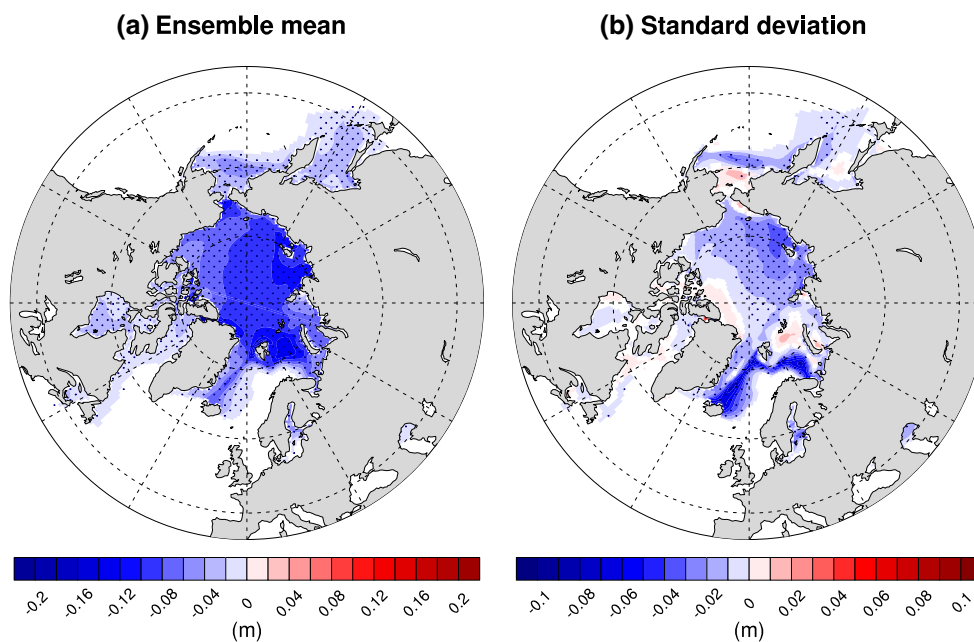 (a) Ensemble mean
(b) Standard deviation
-0.2 -0.16 -0.12 -0.08 -0.04 0 0.04 0.08 0.12 0.16 0.2
(m)
-0.1 -0.08 -0.06 -0.04 -0.02 0 0.02 0.04 0.06 0.08 0.1
(m)